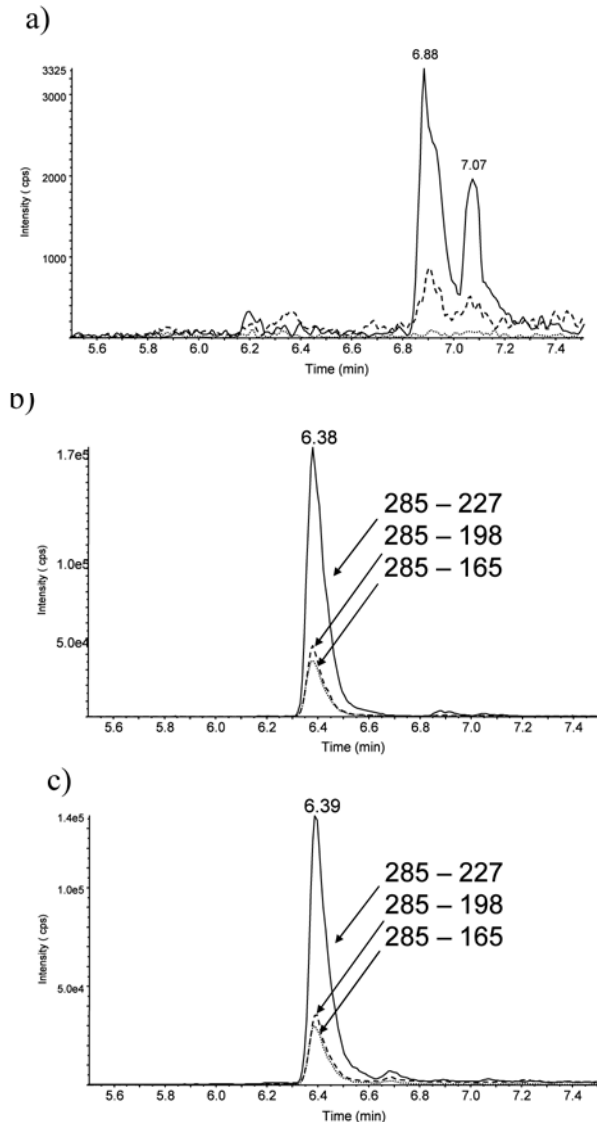 a)
6.88
3325
3000
7.07
2000
1000
Intensity ( cps)
5.6 5.8 6.0 6.2 6.4 6.6 6.8 7.0 7.2 7.4
Time (min)
b)
6.38
1.7e5
285 – 227
285 – 198
1.0e5
285 – 165
5.0e4
Intensity ( cps)
5.6 5.8 6.0 6.2 6.4 6.6 6.8 7.0 7.2 7.4
Time (min)
c)
6.39
1.4e5
285 – 227
1.0e5
285 – 198
285 – 165
5.0e4
Intensity ( cps)
5.6 5.8 6.0 6.2 6.4 6.6 6.8 7.0 7.2 7.4
Time (min)